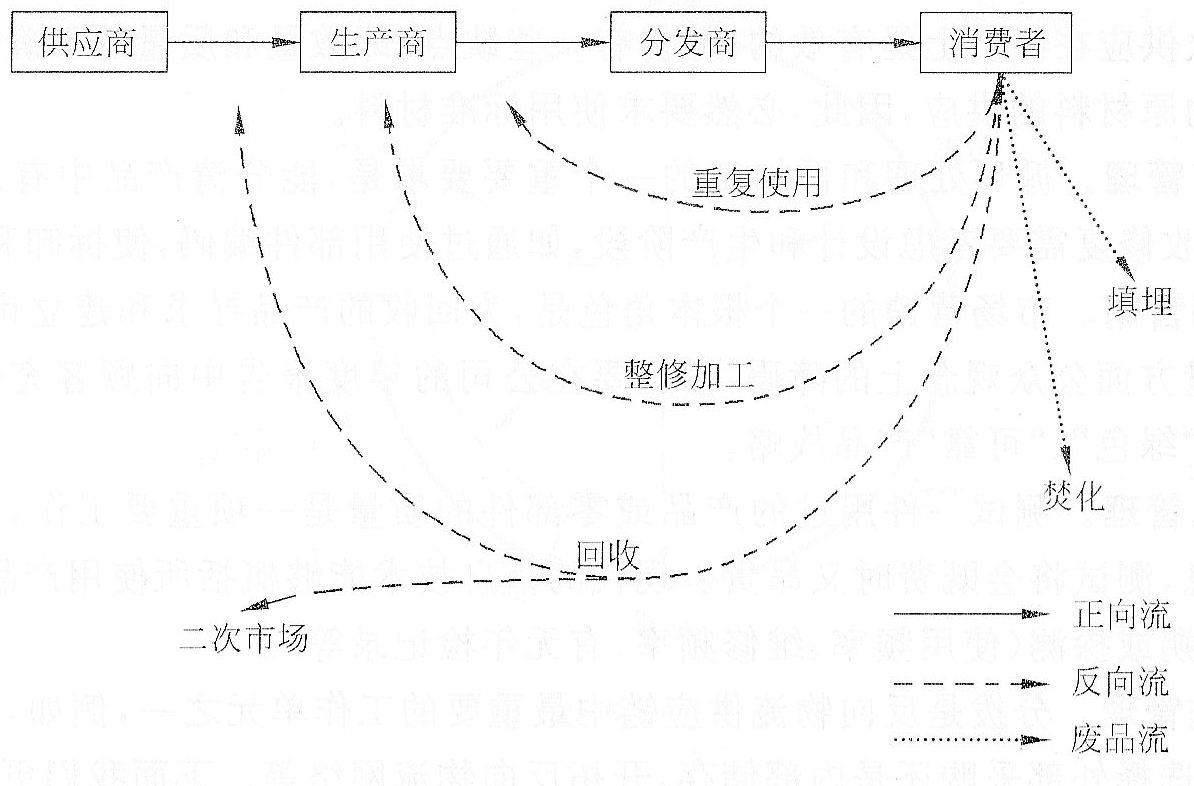 供应商 生产商 分发商 消费者
重复使用
填埋
整修加工
焚化
回收
二次市场
正向流
反向流
废品流